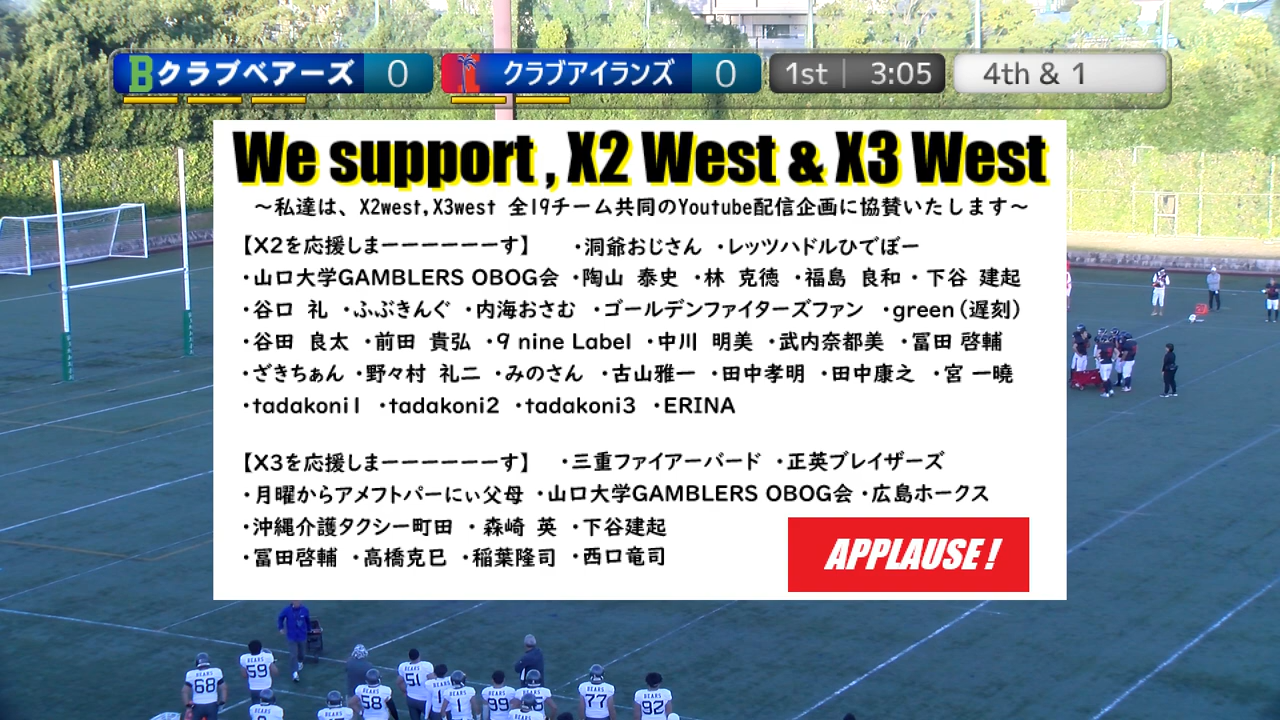 B クラブベアーズ 0 クラブアイランズ 0 1st 3:05 4th & 1
We support , X2 West & X3 West
～私達は、X2west,X3west 全19チーム共同のYoutube配信企画に協賛いたします～
【X2を応援しまーーーーーーす】 ・洞爺おじさん ・レッツハドルひでぼー
・山口大学GAMBLERS OBOG会 ・陶山 泰史 ・林 克徳 ・福島 良和 ・下谷 建起
・谷口 礼 ・ふぶきんぐ ・内海おさむ ・ゴールデンファイターズファン ・green（遅刻）
・谷田 良太 ・前田 貴弘 ・9 nine Label ・中川 明美 ・武内奈都美 ・冨田 啓輔
・ざきちぁん ・野々村 礼二 ・みのさん ・古山雅一 ・田中孝明 ・田中康之 ・宮 一曉
・tadakoni1 ・tadakoni2 ・tadakoni3 ・ERINA
【X3を応援しまーーーーーーす】 ・三重ファイアーバード ・正英ブレイザーズ
・月曜からアメフトパーにぃ父母 ・山口大学GAMBLERS OBOG会 ・広島ホークス
・沖縄介護タクシー町田 ・森崎 英 ・下谷建起
・冨田啓輔 ・高橋克巳 ・稲葉隆司 ・西口竜司
APPLAUSE !
BEARS 59
BEARS 68
BEARS 51
BEARS 58
BEARS 1
BEARS 99
BEARS 77
BEARS 92